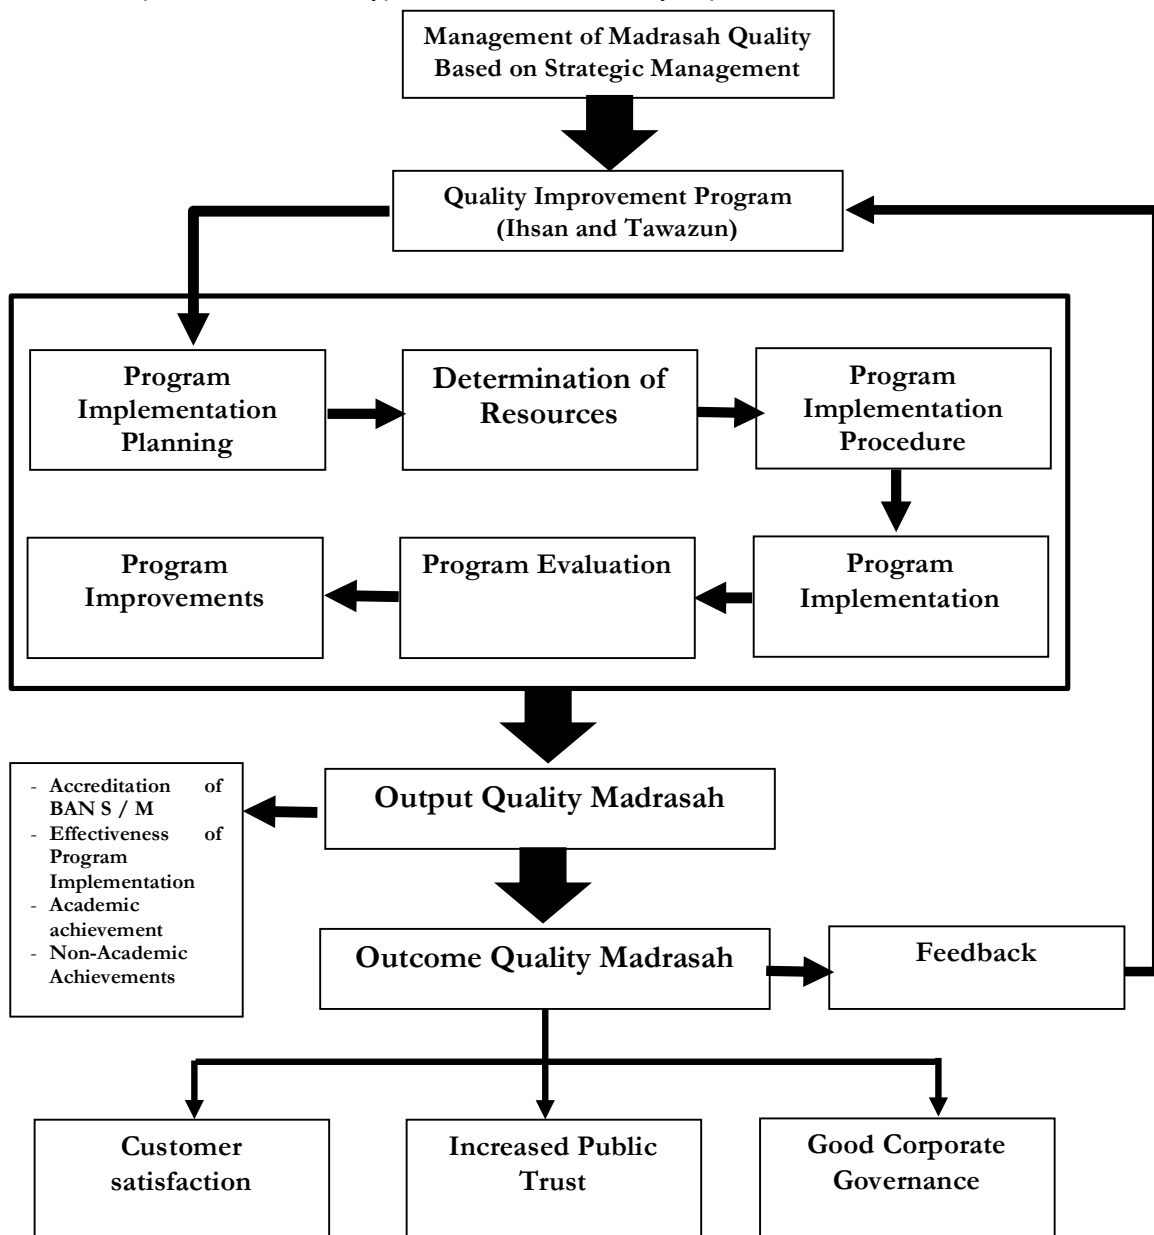 Management of Madrasah Quality
Based on Strategic Management
Quality Improvement Program
(Ihsan and Tawazun)
Program
Implementation
Planning
Determination of
Resources
Program
Implementation
Procedure
Program
Improvements
Program Evaluation
Program
Implementation
- Accreditation of
BAN S / M
- Effectiveness of
Program
Implementation
- Academic
achievement
- Non-Academic
Achievements
Output Quality Madrasah
Outcome Quality Madrasah
Feedback
Customer
satisfaction
Increased Public
Trust
Good Corporate
Governance